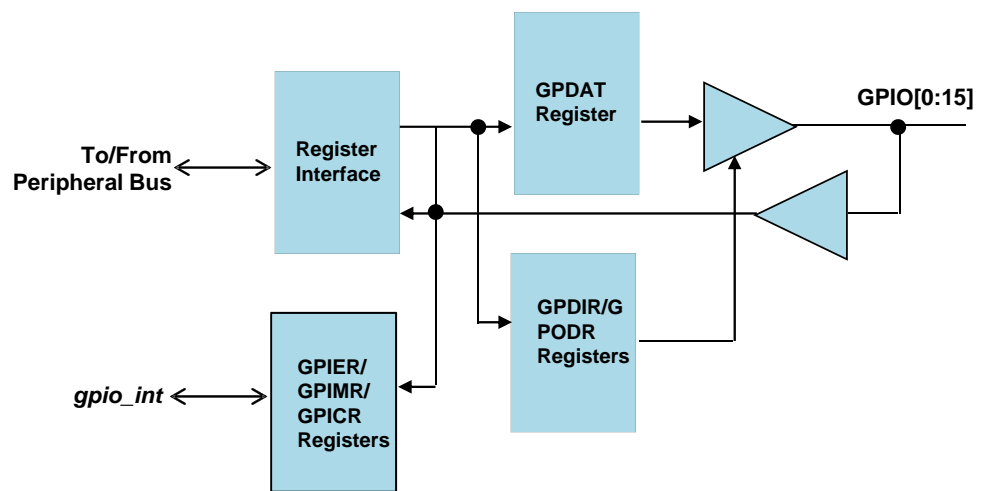 GPDAT
Register
GPIO[0:15]
To/From
Peripheral Bus
Register
Interface
GPDIR/G
PODR
Registers
gpio_int
GPIER/
GPIMR/
GPICR
Registers